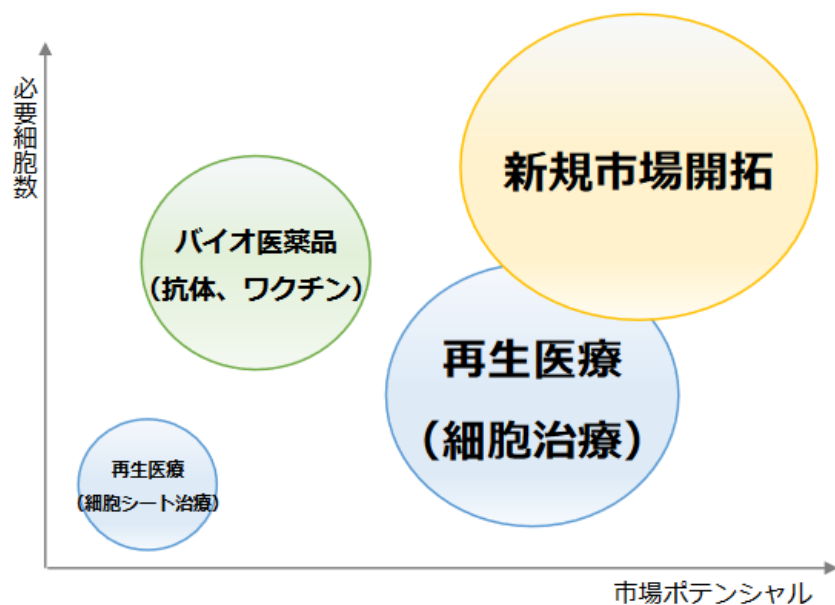 必要細胞数
新規市場開拓
バイオ医薬品
（抗体、ワクチン）
再生医療
（細胞治療）
再生医療
（細胞シート治療）
市場ポテンシャル